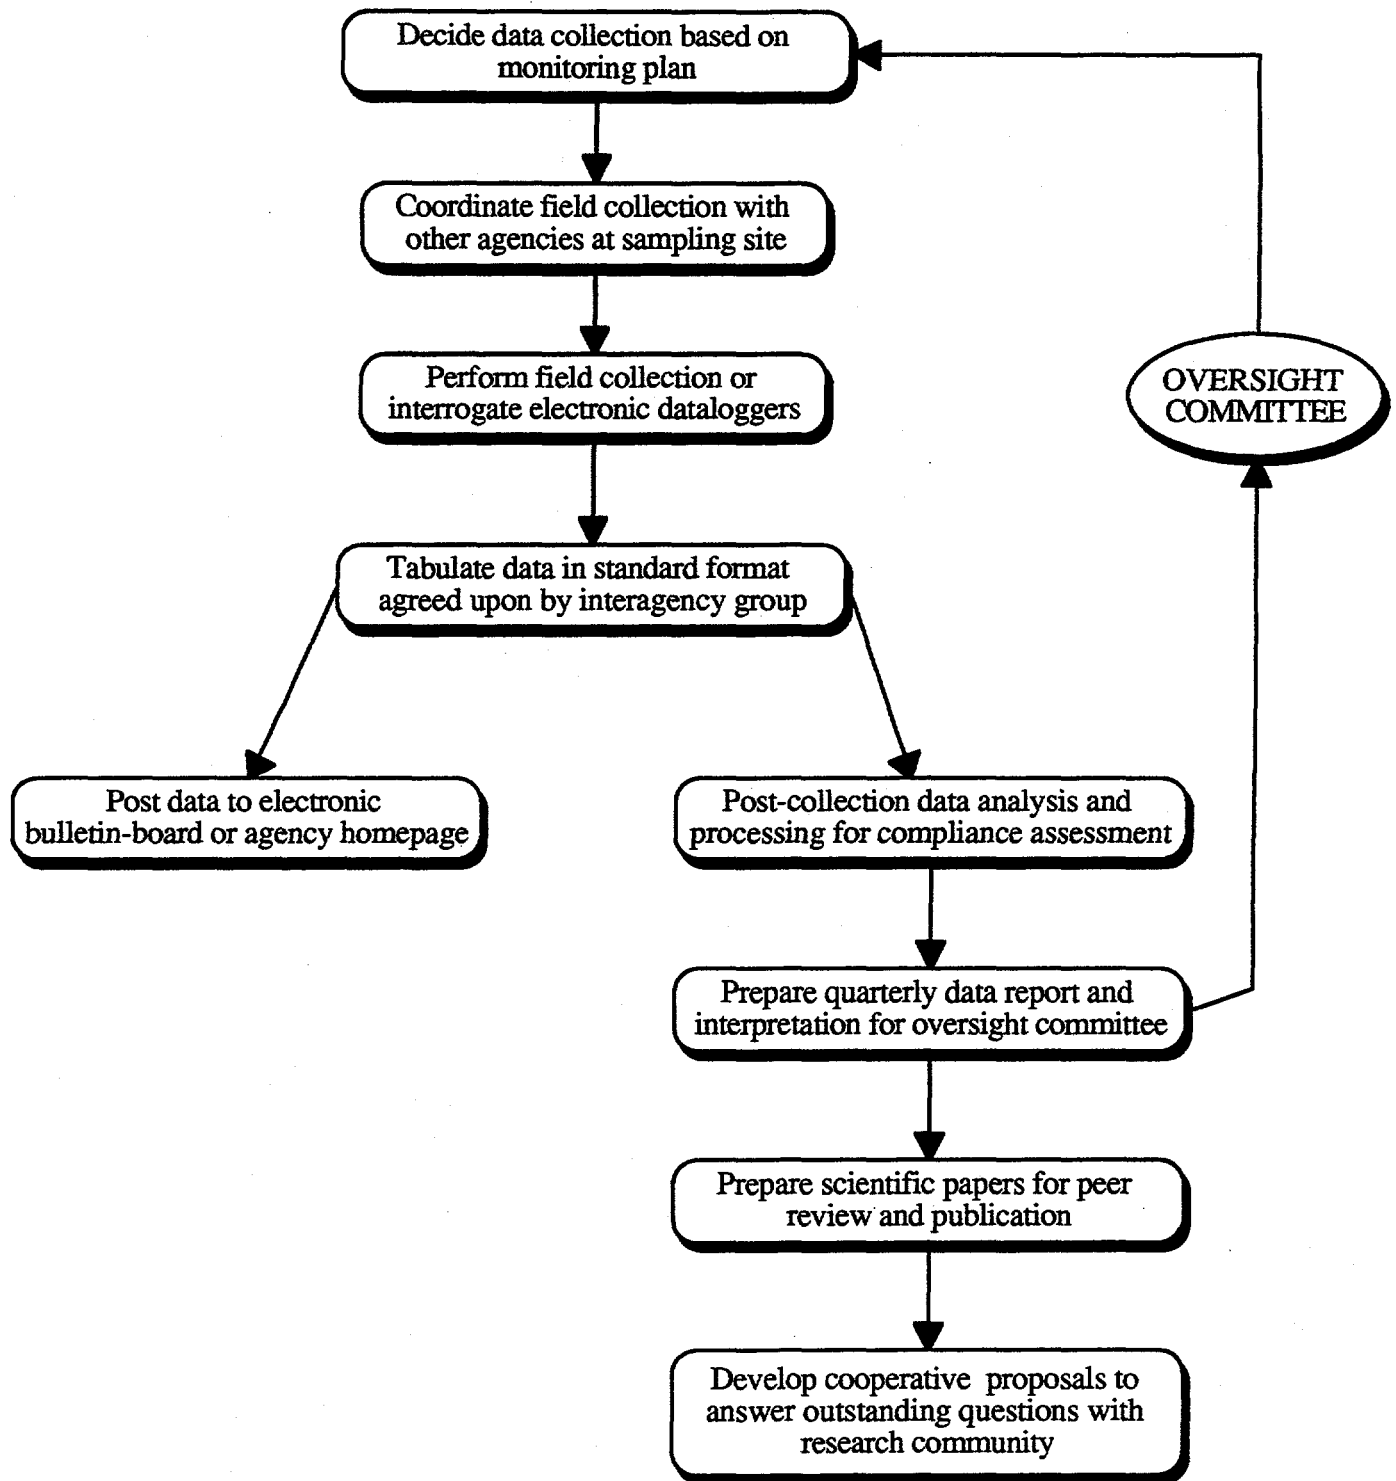 Decide data collection based on
monitoring plan
Coordinate field collection with
other agencies at sampling site
Perform field collection or
interrogate electronic dataloggers
OVERSIGHT
COMMITTEE
Tabulate data in standard format
agreed upon by interagency group
Post data to electronic
bulletin-board or agency homepage
Post-collection data analysis and
processing for compliance assessment
Prepare quarterly data report and
interpretation for oversight committee
Prepare scientific papers for peer
review and publication
Develop cooperative proposals to
answer outstanding questions with
research community